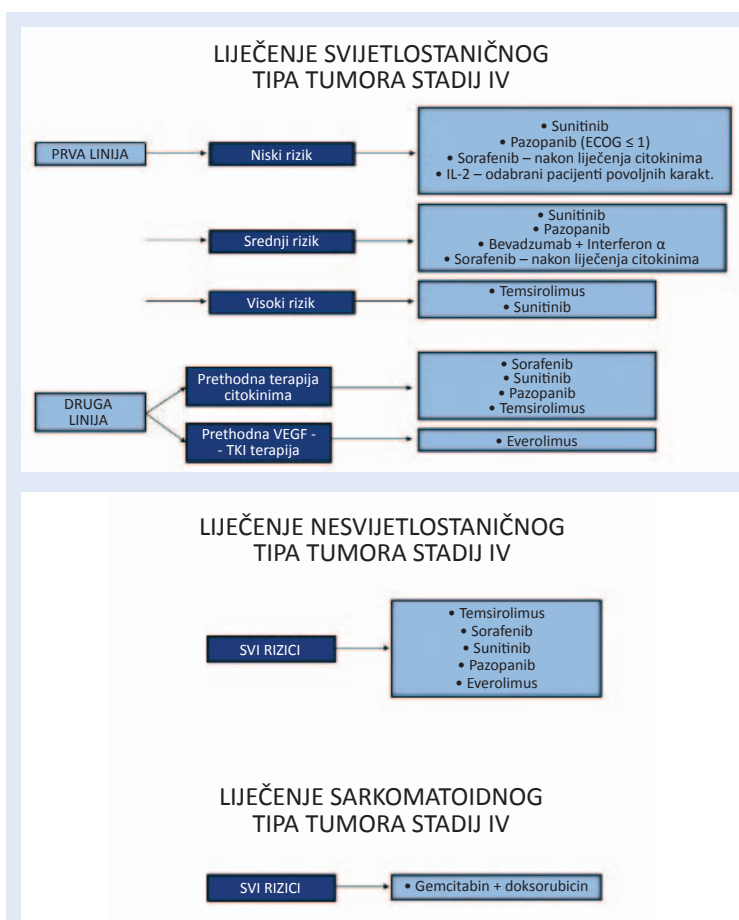 LIJEČENJE SVIJETLOSTANIČNOG
TIPA TUMORA STADIJ IV
PRVA LINIJA
Niski rizik
• Sunitinib
• Pazopanib (ECOG ≤ 1)
• Sorafenib – nakon liječenja citokinima
• IL-2 – odabrani pacijenti povoljnih karakt.
Srednji rizik
• Sunitinib
• Pazopanib
• Bevadzumab + Interferon α
• Sorafenib – nakon liječenja citokinima
Visoki rizik
• Temsirolimus
• Sunitinib
DRUGA
LINIJA
Prethodna terapija
citokinima
• Sorafenib
• Sunitinib
• Pazopanib
• Temsirolimus
Prethodna VEGF -
- TKI terapija
• Everolimus
LIJEČENJE NESVIJETLOSTANIČNOG
TIPA TUMORA STADIJ IV
SVI RIZICI
• Temsirolimus
• Sorafenib
• Sunitinib
• Pazopanib
• Everolimus
LIJEČENJE SARKOMATOIDNOG
TIPA TUMORA STADIJ IV
SVI RIZICI
• Gemcitabin + doksorubicin